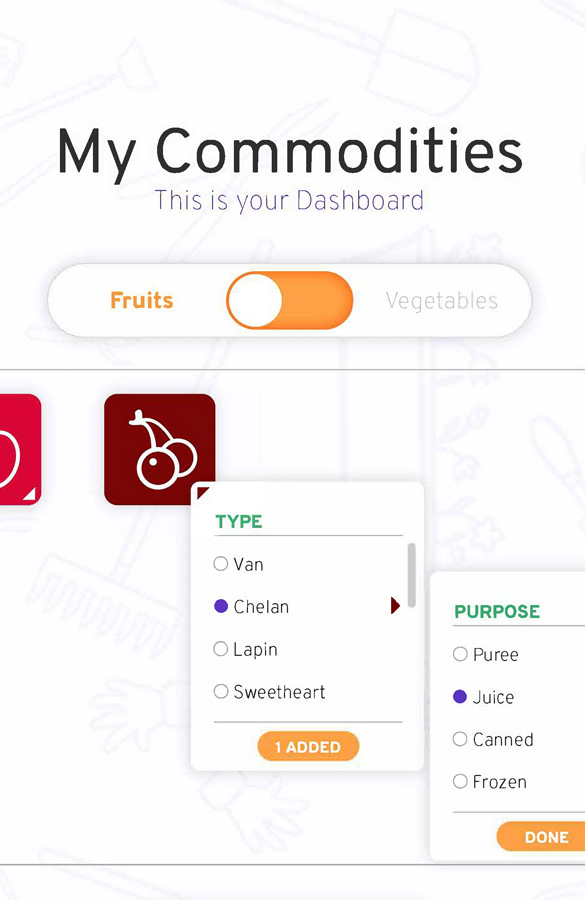 My Commodities
This is your Dashboard
Fruits
Vegetables
TYPE
Van
Chelan
Lapin
Sweetheart
1 ADDED
PURPOSE
Puree
Juice
Canned
Frozen
DONE